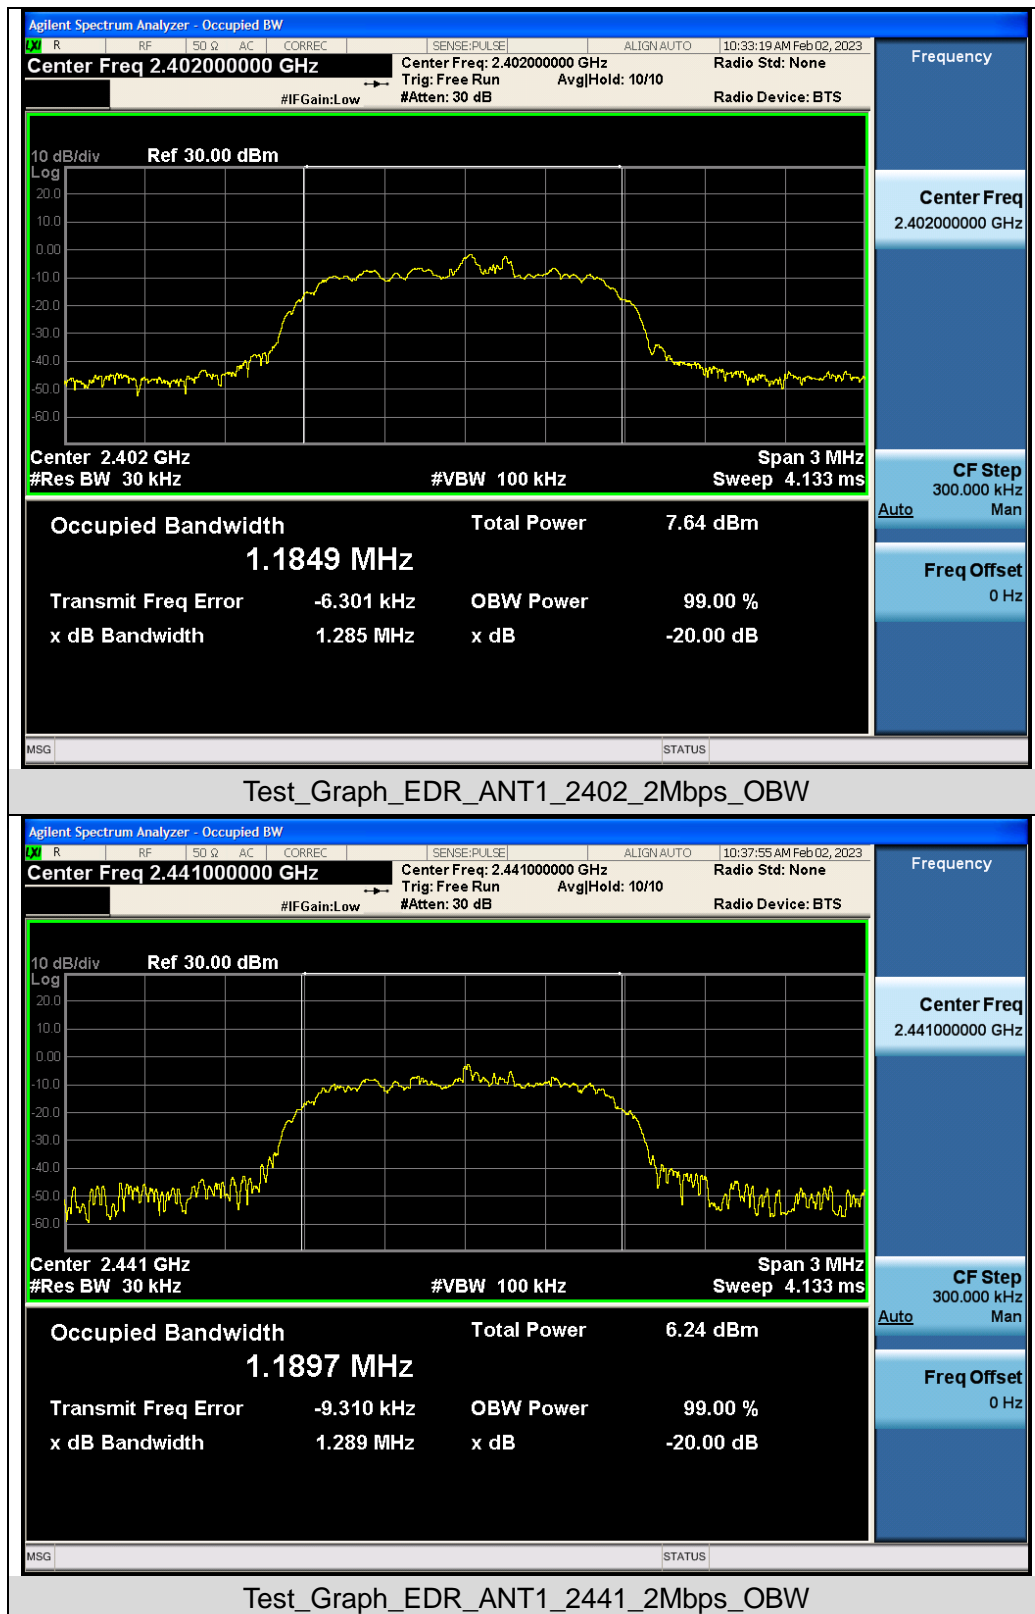 Agilent Spectrum Analyzer - Occupied BW
LXI R RF 50 Ω AC CORREC SENSE:PULSE ALIGN AUTO 10:33:19 AM Feb 02, 2023
Center Freq 2.402000000 GHz Center Freq: 2.402000000 GHz Radio Std: None
Trig: Free Run Avg|Hold: 10/10
#IFGain:Low #Atten: 30 dB Radio Device: BTS
Frequency
10 dB/div Ref 30.00 dBm
Log
20.0
10.0
0.00
-10.0
-20.0
-30.0
-40.0
-50.0
-60.0
Center 2.402 GHz Span 3 MHz
#Res BW 30 kHz #VBW 100 kHz Sweep 4.133 ms
Occupied Bandwidth Total Power 7.64 dBm
1.1849 MHz
Transmit Freq Error -6.301 kHz OBW Power 99.00 %
x dB Bandwidth 1.285 MHz x dB -20.00 dB
Center Freq
2.402000000 GHz
CF Step
300.000 kHz
Auto Man
Freq Offset
0 Hz
MSG STATUS
Test_Graph_EDR_ANT1_2402_2Mbps_OBW
Agilent Spectrum Analyzer - Occupied BW
LXI R RF 50 Ω AC CORREC SENSE:PULSE ALIGN AUTO 10:37:55 AM Feb 02, 2023
Center Freq 2.441000000 GHz Center Freq: 2.441000000 GHz Radio Std: None
Trig: Free Run Avg|Hold: 10/10
#IFGain:Low #Atten: 30 dB Radio Device: BTS
Frequency
10 dB/div Ref 30.00 dBm
Log
20.0
10.0
0.00
-10.0
-20.0
-30.0
-40.0
-50.0
-60.0
Center 2.441 GHz Span 3 MHz
#Res BW 30 kHz #VBW 100 kHz Sweep 4.133 ms
Occupied Bandwidth Total Power 6.24 dBm
1.1897 MHz
Transmit Freq Error -9.310 kHz OBW Power 99.00 %
x dB Bandwidth 1.289 MHz x dB -20.00 dB
Center Freq
2.441000000 GHz
CF Step
300.000 kHz
Auto Man
Freq Offset
0 Hz
MSG STATUS
Test_Graph_EDR_ANT1_2441_2Mbps_OBW